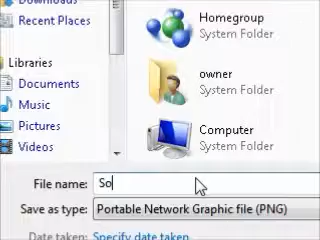 Downloads
Recent Places
Libraries
Documents
Music
Pictures
Videos
Homegroup
System Folder
owner
System Folder
Computer
System Folder
File name: So
Save as type: Portable Network Graphic file (PNG)
Date taken: Specify date taken